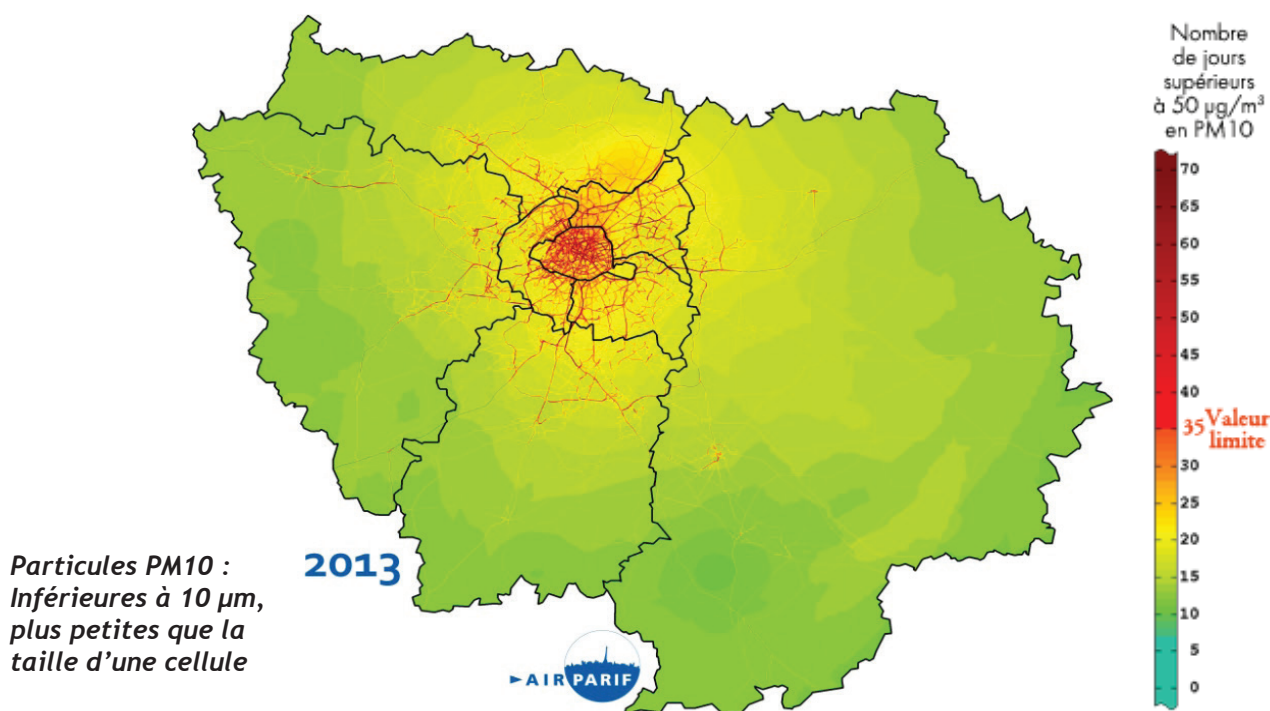 Nombre
de jours
supérieurs
à 50 µg/m³
en PM10
70
65
60
55
50
45
40
35 Valeur
limite
30
25
20
15
10
5
0
2013
Particules PM10 :
Inférieures à 10 µm,
plus petites que la
taille d’une cellule
AIRPARIF